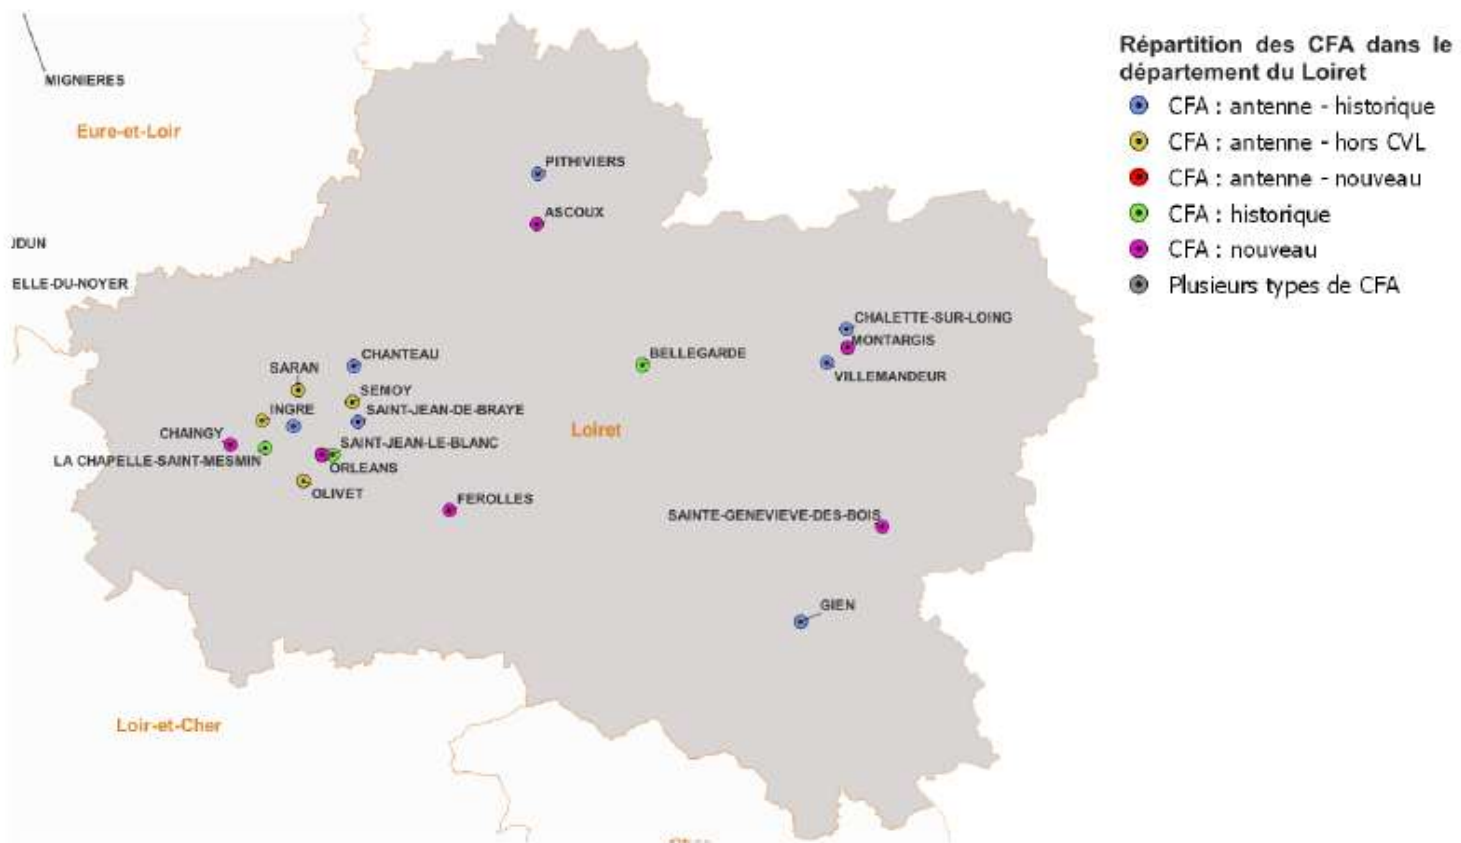 MIGNIERES
Eure-et-Loir
JDUN
ELLE-DU-NOYER
PITHIVIERS
ASCOUX
CHALETTE-SUR-LOING
MONTARGIS
VILLEMANDEUR
BELLEGARDE
CHANTEAU
SARAN
SEMOY
INGRE
SAINT-JEAN-DE-BRAYE
CHAINGY
SAINT-JEAN-LE-BLANC
LA CHAPELLE-SAINT-MESMIN
ORLEANS
OLIVET
Loiret
FEROLLES
SAINTE-GENEVIEVE-DES-BOIS
GIEN
Loir-et-Cher
Répartition des CFA dans le
département du Loiret
CFA : antenne - historique
CFA : antenne - hors CVL
CFA : antenne - nouveau
CFA : historique
CFA : nouveau
Plusieurs types de CFA